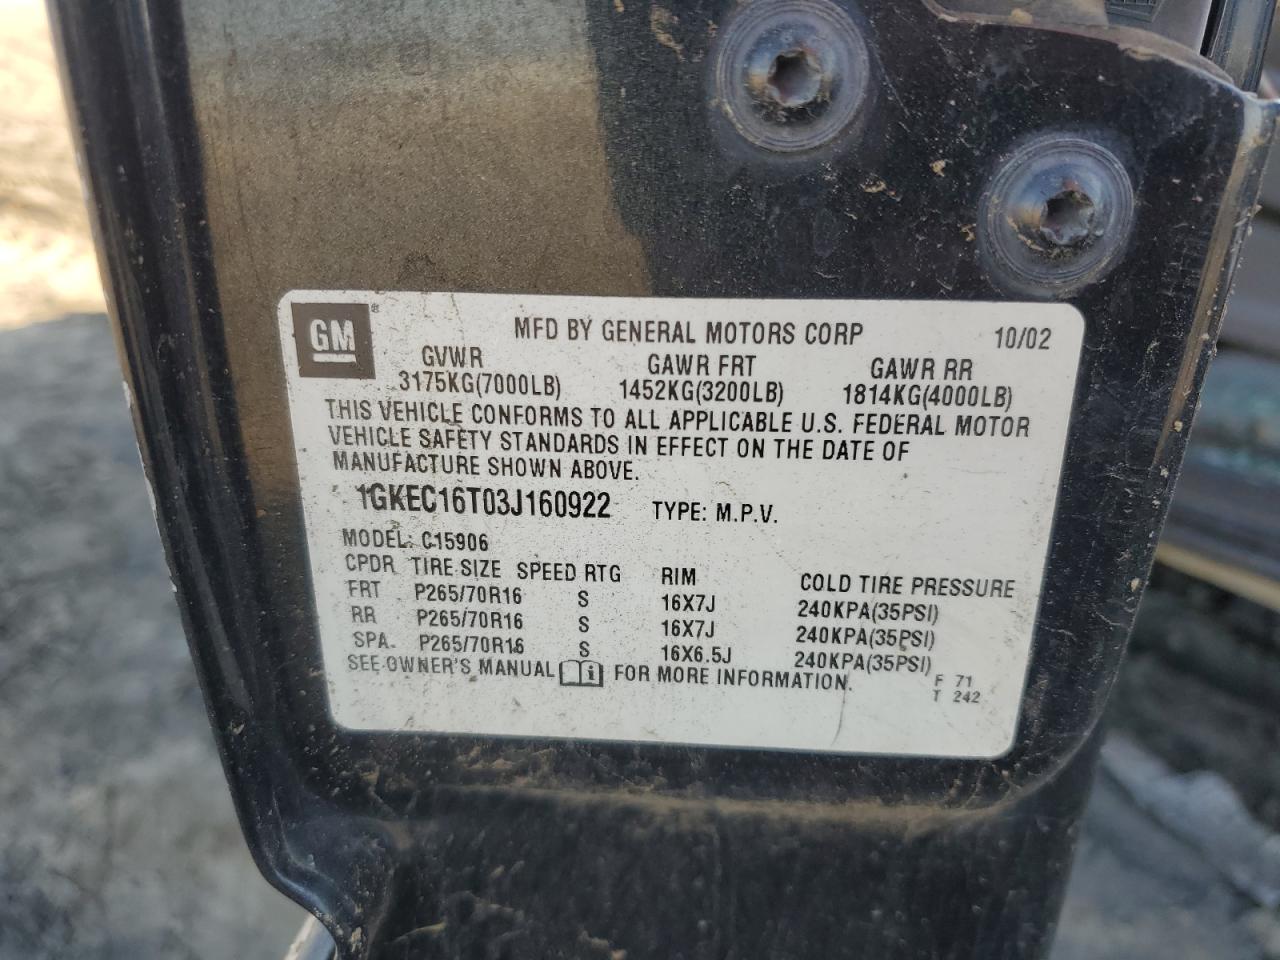 GM ®
MFD BY GENERAL MOTORS CORP 10/02
GVWR GAWR FRT GAWR RR
3175KG(7000LB) 1452KG(3200LB) 1814KG(4000LB)
THIS VEHICLE CONFORMS TO ALL APPLICABLE U.S. FEDERAL MOTOR
VEHICLE SAFETY STANDARDS IN EFFECT ON THE DATE OF
MANUFACTURE SHOWN ABOVE.
1GKEC16T03J160922 TYPE: M.P.V.
MODEL: C15906
CPDR TIRE SIZE SPEED RTG RIM COLD TIRE PRESSURE
FRT P265/70R16 S 16X7J 240KPA(35PSI)
RR P265/70R16 S 16X7J 240KPA(35PSI)
SPA P265/70R16 S 16X6.5J 240KPA(35PSI)
SEE OWNER'S MANUAL FOR MORE INFORMATION.
F 71
T 242